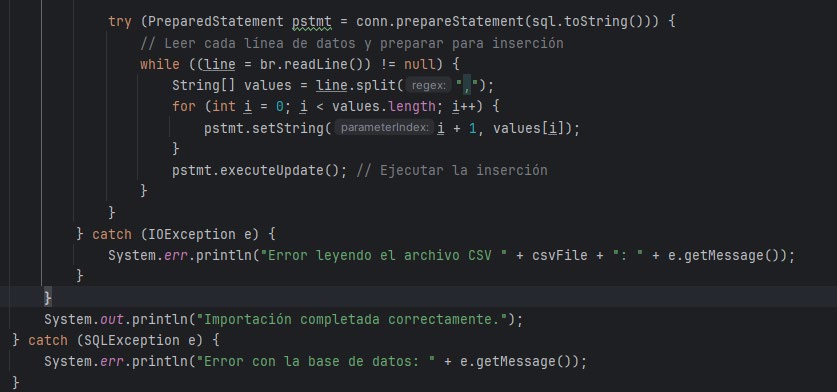 try (PreparedStatement pstmt = conn.prepareStatement(sql.toString())) {
// Leer cada línea de datos y preparar para inserción
while ((line = br.readLine()) != null) {
String[] values = line.split( regex: ",");
for (int i = 0; i < values.length; i++) {
pstmt.setString( parameterIndex: i + 1, values[i]);
}
pstmt.executeUpdate(); // Ejecutar la inserción
}
}
} catch (IOException e) {
System.err.println("Error leyendo el archivo CSV " + csvFile + ": " + e.getMessage());
}
}
System.out.println("Importación completada correctamente.");
} catch (SQLException e) {
System.err.println("Error con la base de datos: " + e.getMessage());
}